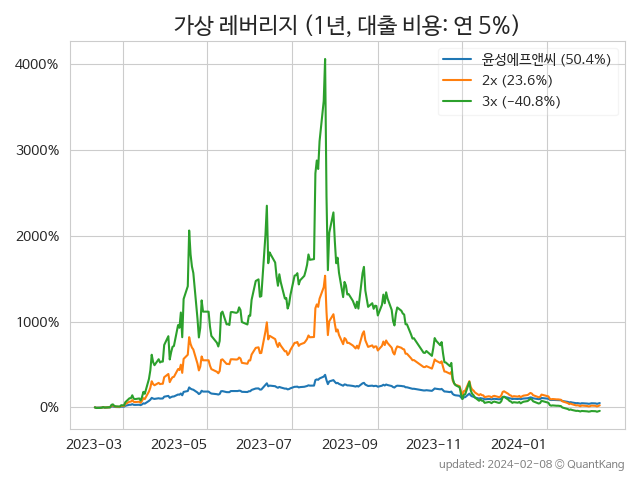 가상 레버리지 (1년, 대출 비용: 연 5%)
윤성에프앤씨 (50.4%)
2x (23.6%)
3x (−40.8%)
4000%
3000%
2000%
1000%
0%
2023-03 2023-05 2023-07 2023-09 2023-11 2024-01
updated: 2024-02-08 © QuantKang